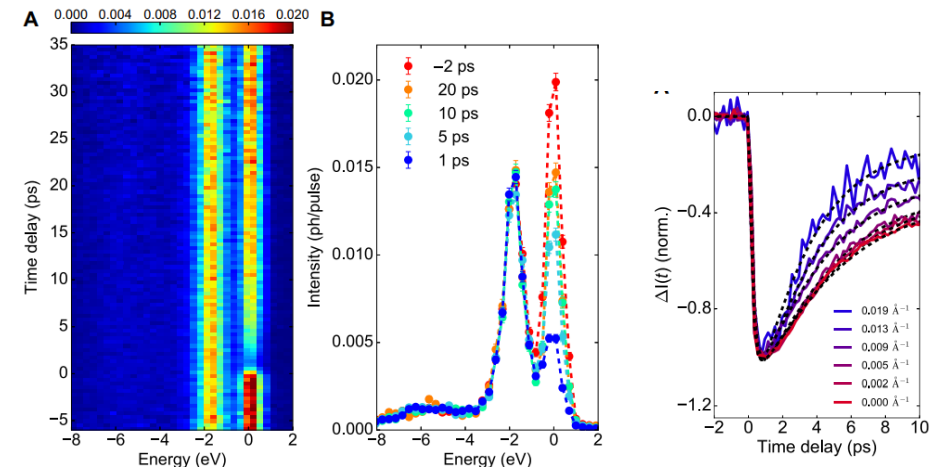 A
0.000 0.004 0.008 0.012 0.016 0.020
35
30
25
20
15
10
5
0
−5
Time delay (ps)
−8 −6 −4 −2 0 2
Energy (eV)
B
0.020
0.015
0.010
0.005
0.000
Intensity (ph/pulse)
−2 ps
20 ps
10 ps
5 ps
1 ps
−8 −6 −4 −2 0 2
Energy (eV)
0.0
−0.4
−0.8
−1.2
ΔI(t) (norm.)
0.019 Å⁻¹
0.013 Å⁻¹
0.009 Å⁻¹
0.005 Å⁻¹
0.002 Å⁻¹
0.000 Å⁻¹
−2 0 2 4 6 8 10
Time delay (ps)